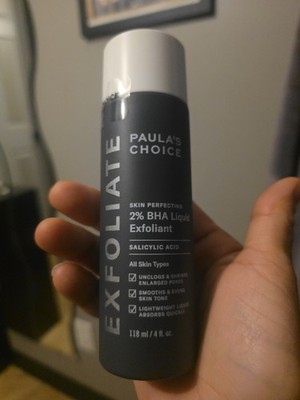 EXFOLIATE
PAULA'S
CHOICE
SKIN PERFECTING
2% BHA Liquid
Exfoliant
SALICYLIC ACID
All Skin Types
UNCLOGS &
ENLARGED PORES
SMOOTHS & EVENS
SKIN TONE
LIGHTWEIGHT LIQUID
ABSORBS QUICKLY
118 ml / 4 fl. oz.